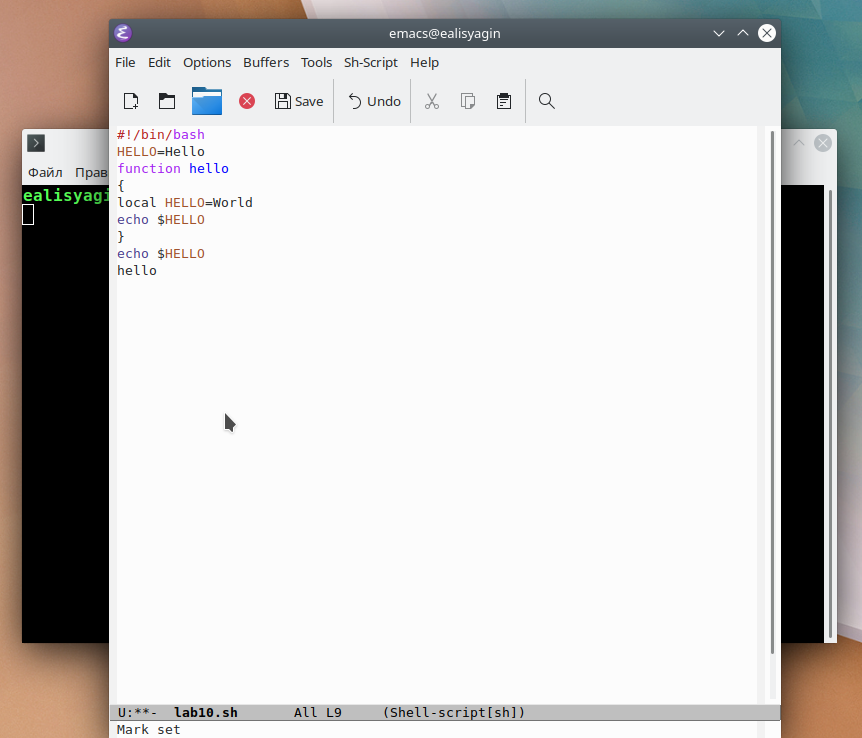 emacs@ealisyagin
File Edit Options Buffers Tools Sh-Script Help
Save Undo
Файл Прав
ealisyagi
#!/bin/bash
HELLO=Hello
function hello
{
local HELLO=World
echo $HELLO
}
echo $HELLO
hello
U:**- lab10.sh All L9 (Shell-script[sh])
Mark set